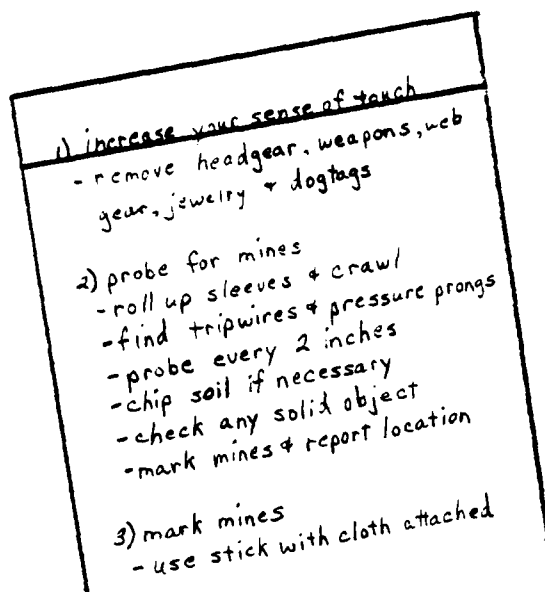 1) increase your sense of touch
- remove headgear, weapons, web
gear, jewelry & dogtags
2) probe for mines
- roll up sleeves & crawl
- find tripwires & pressure prongs
- probe every 2 inches
- chip soil if necessary
- check any solid object
- mark mines & report location
3) mark mines
- use stick with cloth attached